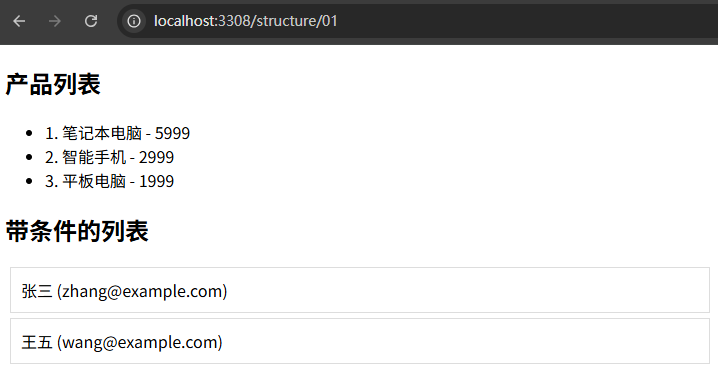 localhost:3308/structure/01
产品列表
1. 笔记本电脑 - 5999
2. 智能手机 - 2999
3. 平板电脑 - 1999
带条件的列表
张三 (zhang@example.com)
王五 (wang@example.com)